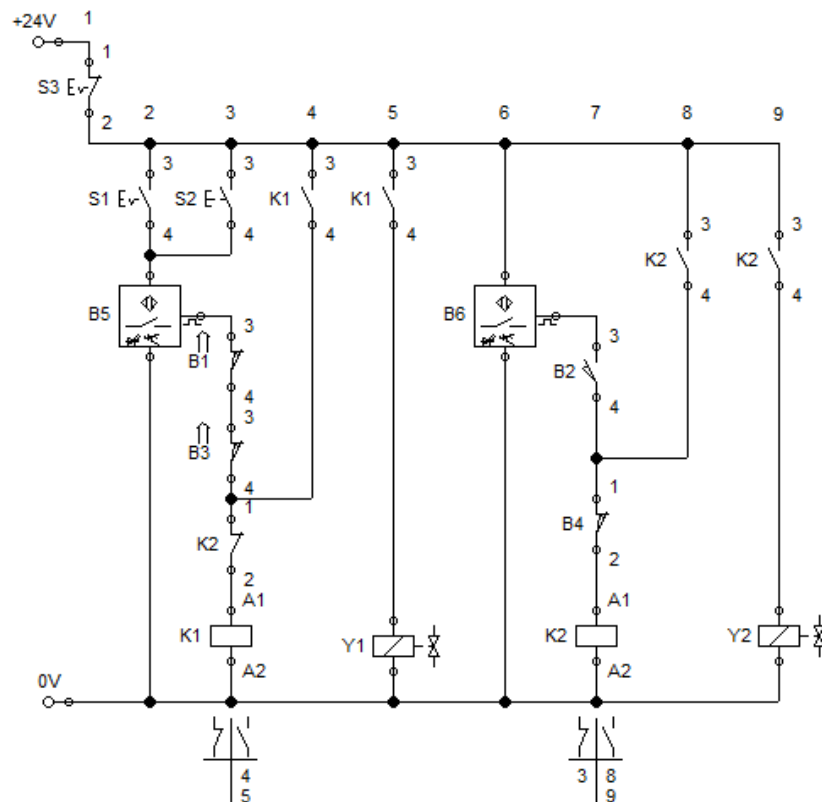 +24V 1
1
S3
2 2 3 4 5 6 7 8 9
3 3 3 3
S1 S2 K1 K1
4 4 4 4
3 3
K2 K2
4 4
B5 B6
3 3
B1 B2
4 4
3
B3
4 1
1 B4
K2 2
2
A1 A1
K1 Y1 K2 Y2
A2 A2
0V
4 3 8
5 9